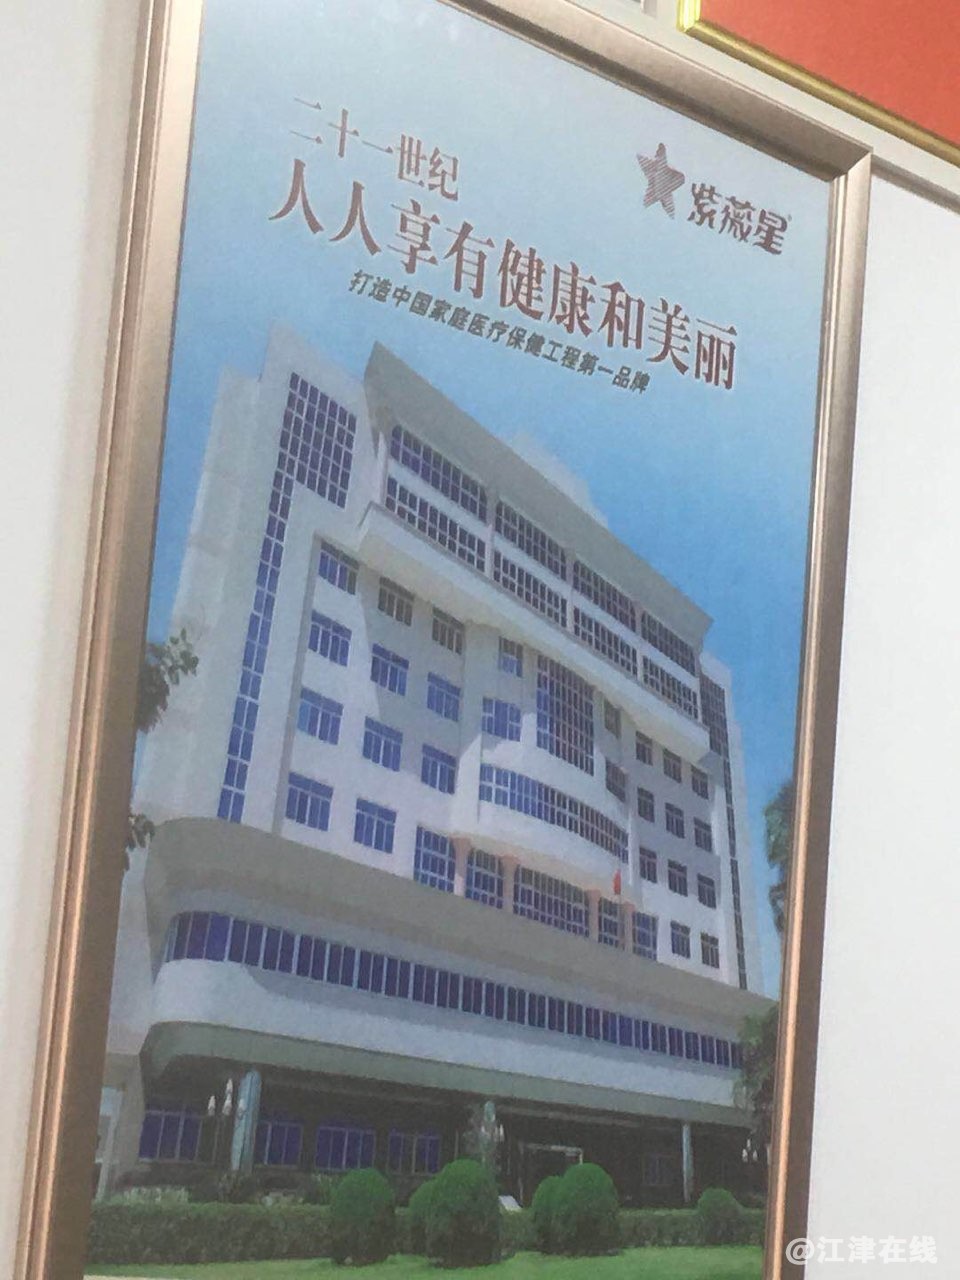 二十一世纪
紫薇星
人人享有健康和美丽
打造中国家庭医疗保健工程第一品牌
@江津在线